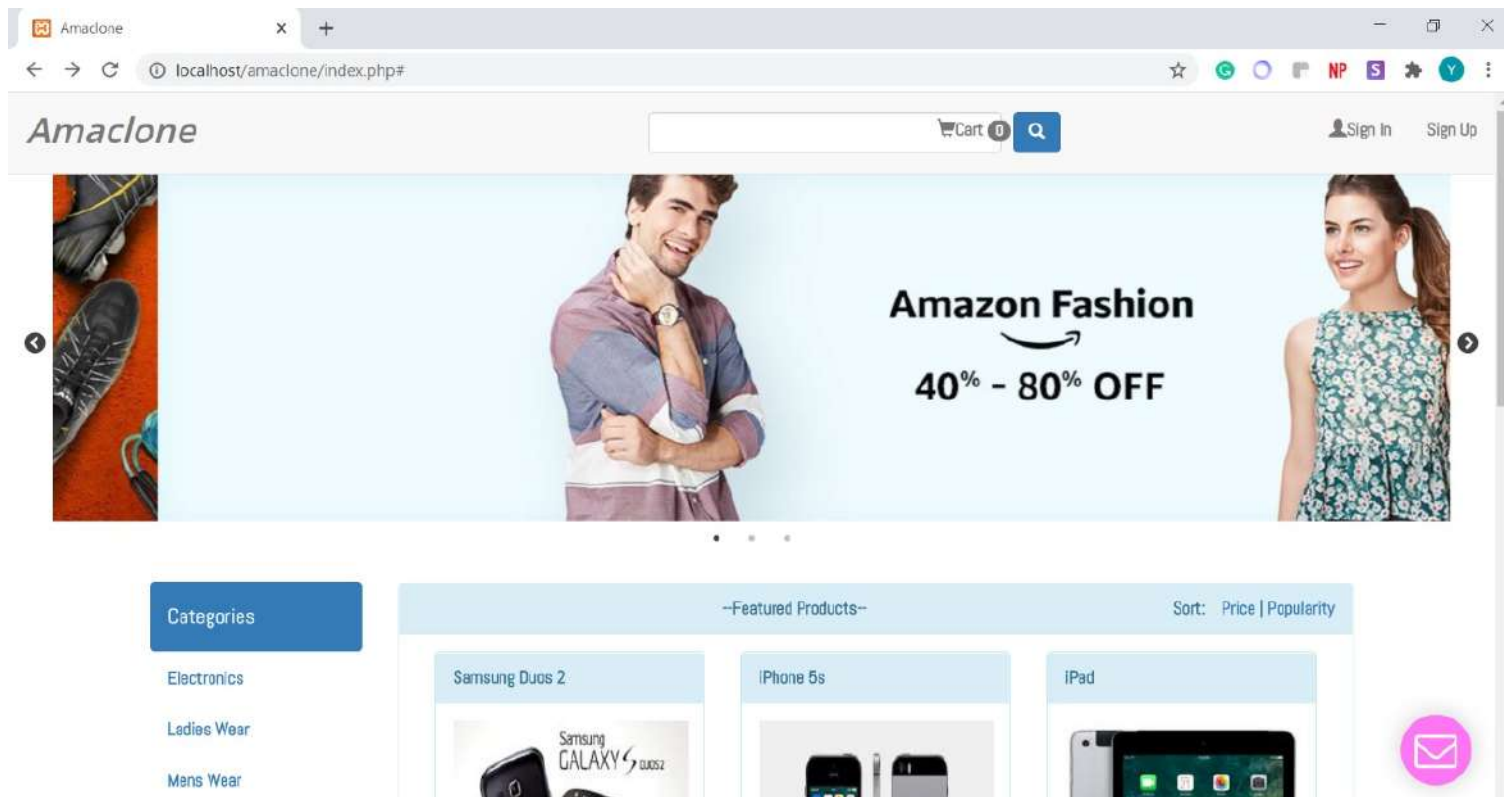 Amaclone
localhost/amaclone/index.php#
NP S Y
Amaclone
Cart 0
Sign In Sign Up
Amazon Fashion
40% - 80% OFF
Categories
--Featured Products--
Sort: Price | Popularity
Electronics
Samsung Duos 2
iPhone 5s
iPad
Ladies Wear
Samsung
GALAXY S DUOS2
Mens Wear